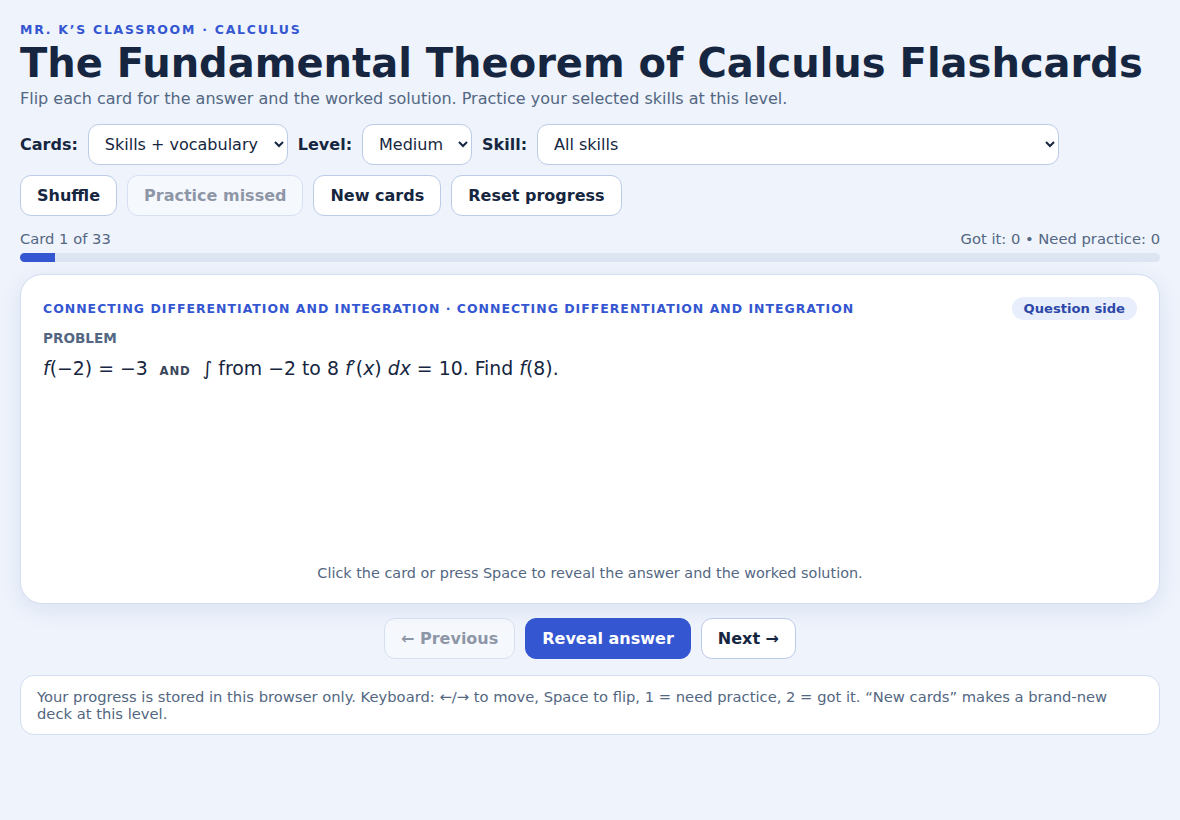 MR. K’S CLASSROOM · CALCULUS
The Fundamental Theorem of Calculus Flashcards
Flip each card for the answer and the worked solution. Practice your selected skills at this level.
Cards: Skills + vocabulary Level: Medium Skill: All skills
Shuffle Practice missed New cards Reset progress
Card 1 of 33 Got it: 0 • Need practice: 0
CONNECTING DIFFERENTIATION AND INTEGRATION · CONNECTING DIFFERENTIATION AND INTEGRATION Question side
PROBLEM
f(−2) = −3 AND ∫ from −2 to 8 f′(x) dx = 10. Find f(8).
Click the card or press Space to reveal the answer and the worked solution.
← Previous Reveal answer Next →
Your progress is stored in this browser only. Keyboard: ←/→ to move, Space to flip, 1 = need practice, 2 = got it. “New cards” makes a brand-new
deck at this level.